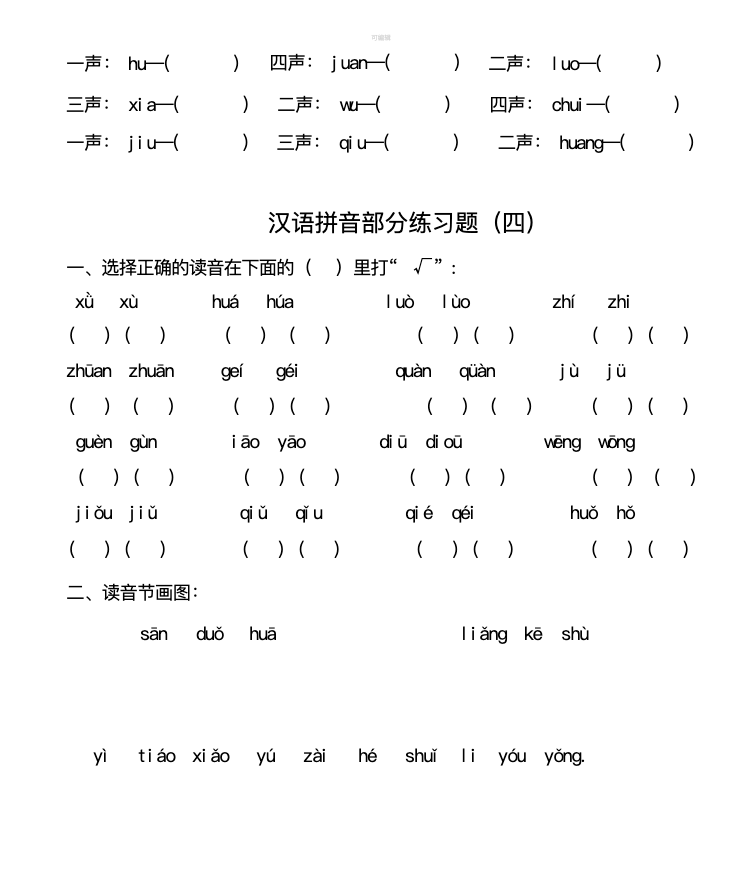 可编辑
一声： hu—(    )  四声： juan—(    )  二声： luo—(    )
三声： xia—(    )  二声： wu—(    )  四声： chui—(    )
一声： jiu—(    )  三声： qiu—(    )  二声： huang—(    )
汉语拼音部分练习题（四）
一、选择正确的读音在下面的（  ）里打“ √ ”：
xǜ  xù  huá  húa  luò  lùo  zhí  zhi
(  ) (  )  (  ) (  )  (  ) (  )  (  ) (  )
zhūan  zhuān  geí  géi  quàn  qüàn  jù  jü
(  ) (  )  (  ) (  )  (  ) (  )  (  ) (  )
guèn  gùn  iāo  yāo  diū  dioū  wēng  wōng
(  ) (  )  (  ) (  )  (  ) (  )  (  ) (  )
jiǒu  jiǔ  qiǔ  qǐu  qié  qéi  huǒ  hǒ
(  ) (  )  (  ) (  )  (  ) (  )  (  ) (  )
二、读音节画图：
sān  duǒ  huā  liǎng  kē  shù
yì  tiáo  xiǎo  yú  zài  hé  shuǐ  li  yóu  yǒng.